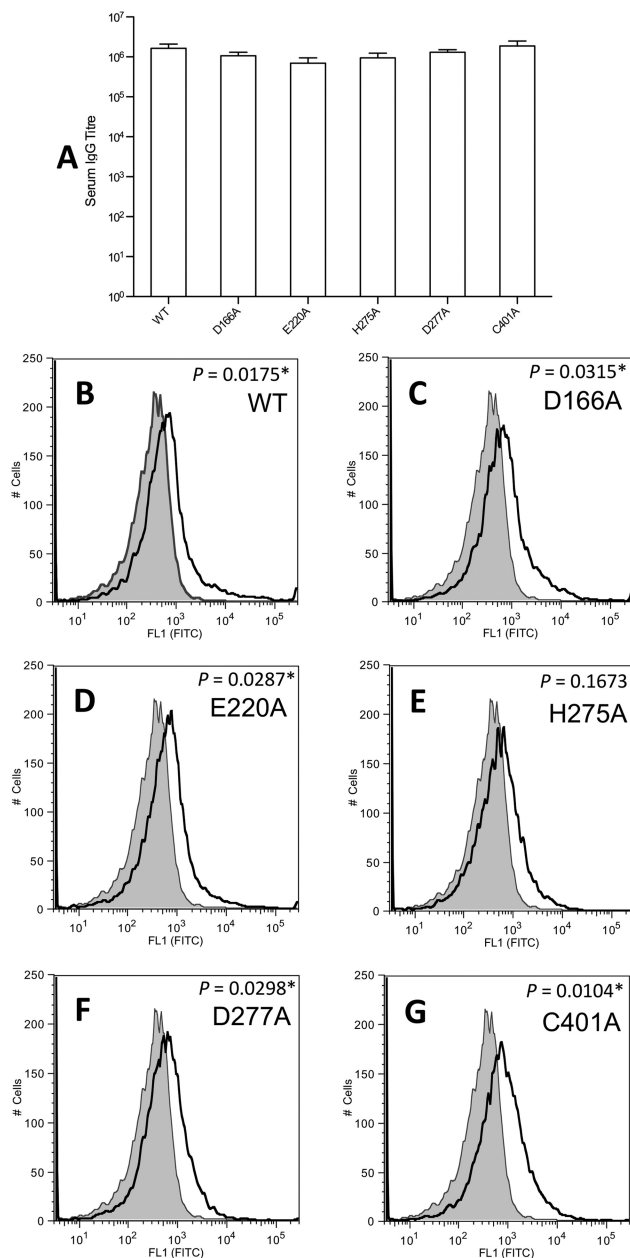 A
Serum IgG Titre
10⁷
10⁶
10⁵
10⁴
10³
10²
10¹
10⁰
WT D166A E220A H275A D277A C401A
B
P = 0.0175*
WT
# Cells
250
200
150
100
50
0
10¹ 10² 10³ 10⁴ 10⁵
FL1 (FITC)
C
P = 0.0315*
D166A
# Cells
250
200
150
100
50
0
10¹ 10² 10³ 10⁴ 10⁵
FL1 (FITC)
D
P = 0.0287*
E220A
# Cells
250
200
150
100
50
0
10¹ 10² 10³ 10⁴ 10⁵
FL1 (FITC)
E
P = 0.1673
H275A
# Cells
250
200
150
100
50
0
10¹ 10² 10³ 10⁴ 10⁵
FL1 (FITC)
F
P = 0.0298*
D277A
# Cells
250
200
150
100
50
0
10¹ 10² 10³ 10⁴ 10⁵
FL1 (FITC)
G
P = 0.0104*
C401A
# Cells
250
200
150
100
50
0
10¹ 10² 10³ 10⁴ 10⁵
FL1 (FITC)